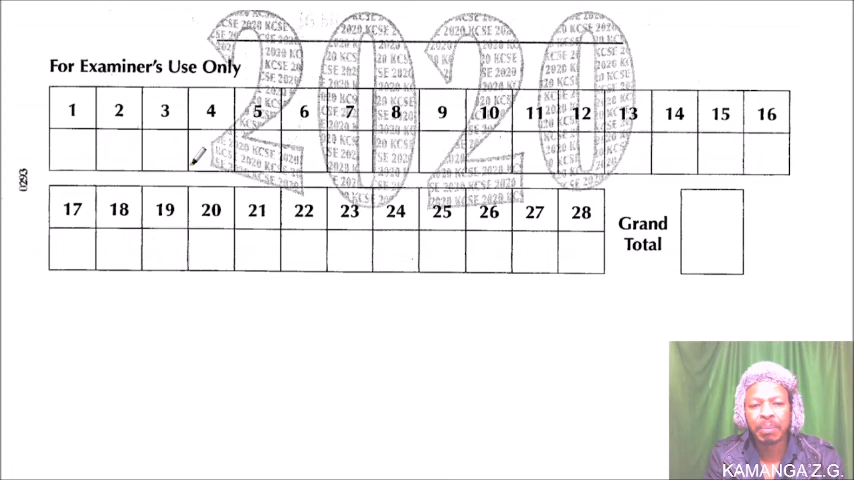 2020
For Examiner's Use Only
1 2 3 4 5 6 7 8 9 10 11 12 13 14 15 16
0293
17 18 19 20 21 22 23 24 25 26 27 28
Grand
Total
KAMANGA Z.G.